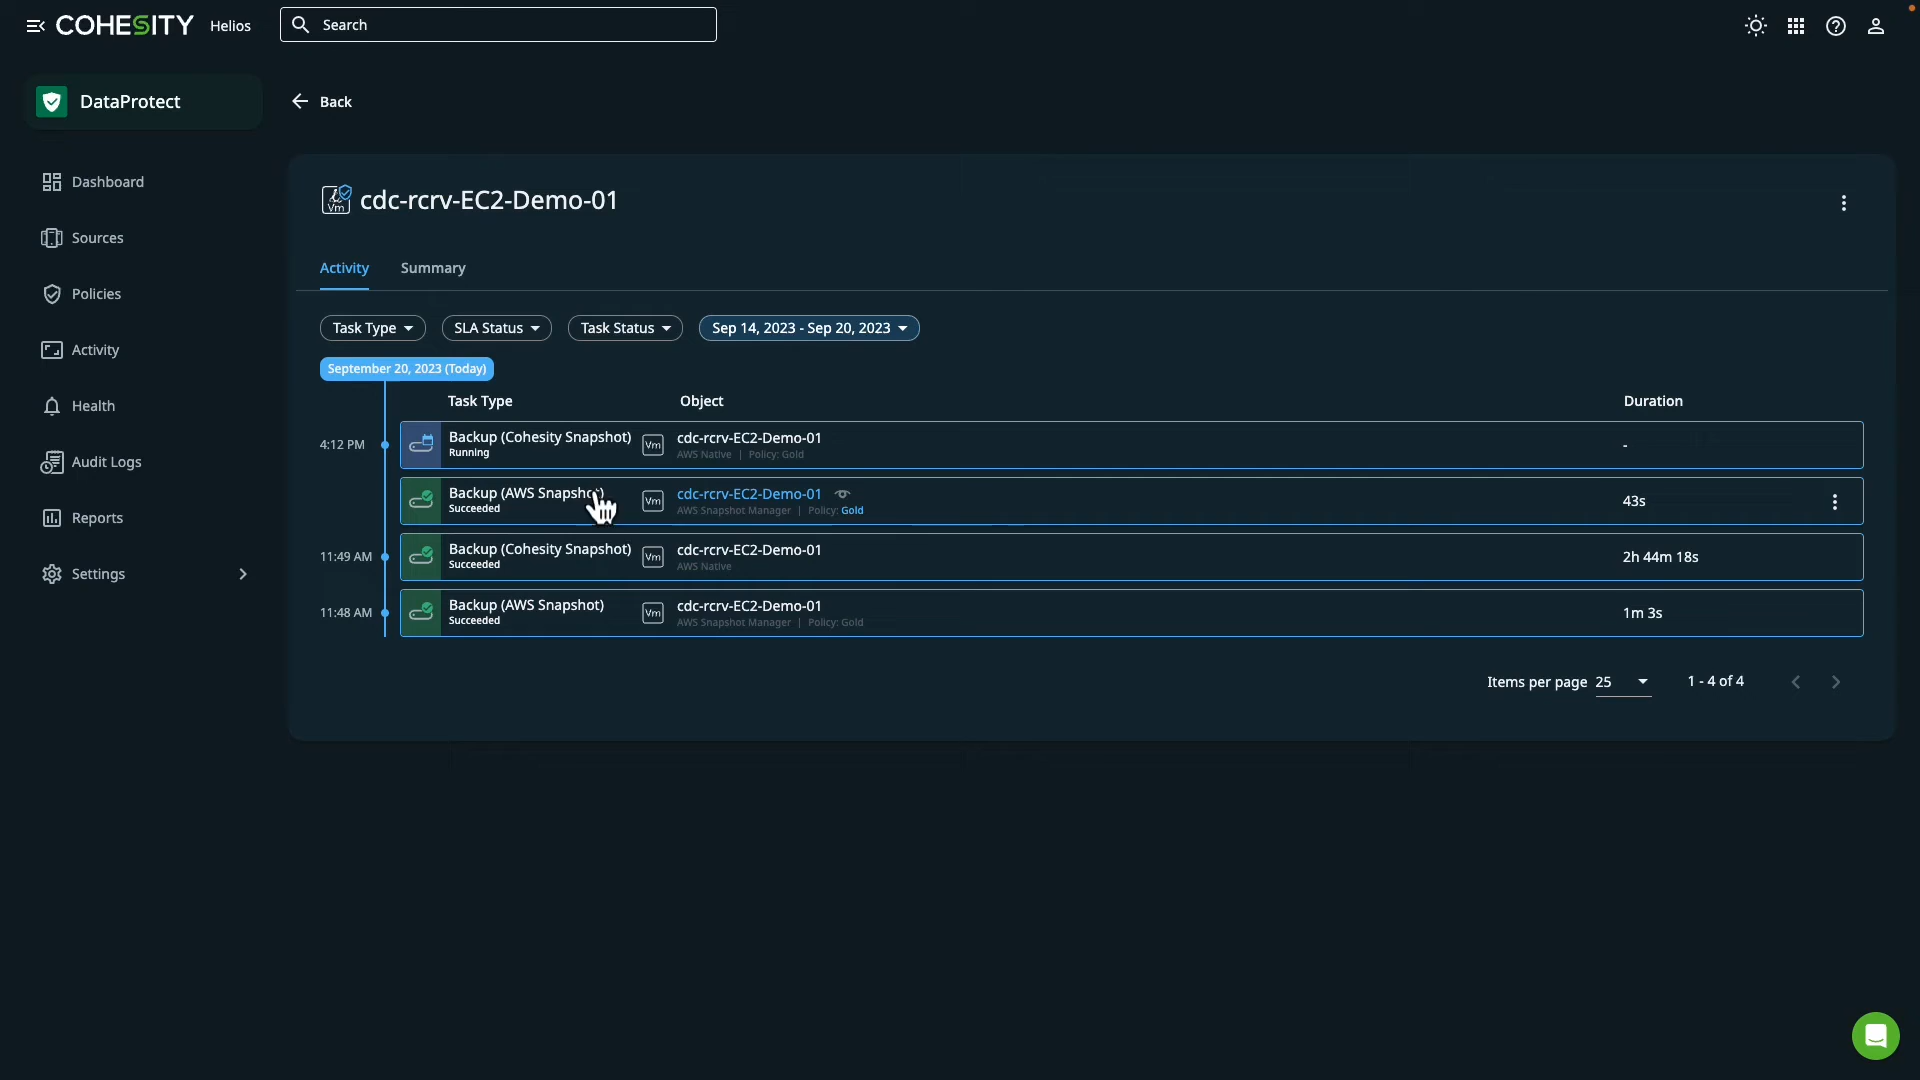 COHESITY Helios
Search
DataProtect
Back
Dashboard
Sources
Policies
Activity
Health
Audit Logs
Reports
Settings
Vm
cdc-rcrv-EC2-Demo-01
Activity Summary
Task Type SLA Status Task Status Sep 14, 2023 - Sep 20, 2023
September 20, 2023 (Today)
Task Type Object Duration
4:12 PM Backup (Cohesity Snapshot) Vm cdc-rcrv-EC2-Demo-01 -
Running AWS Native | Policy: Gold
Backup (AWS Snapshot) Vm cdc-rcrv-EC2-Demo-01 43s
Succeeded AWS Snapshot Manager | Policy: Gold
11:49 AM Backup (Cohesity Snapshot) Vm cdc-rcrv-EC2-Demo-01 2h 44m 18s
Succeeded AWS Native
11:48 AM Backup (AWS Snapshot) Vm cdc-rcrv-EC2-Demo-01 1m 3s
Succeeded AWS Snapshot Manager | Policy: Gold
Items per page 25 1 - 4 of 4